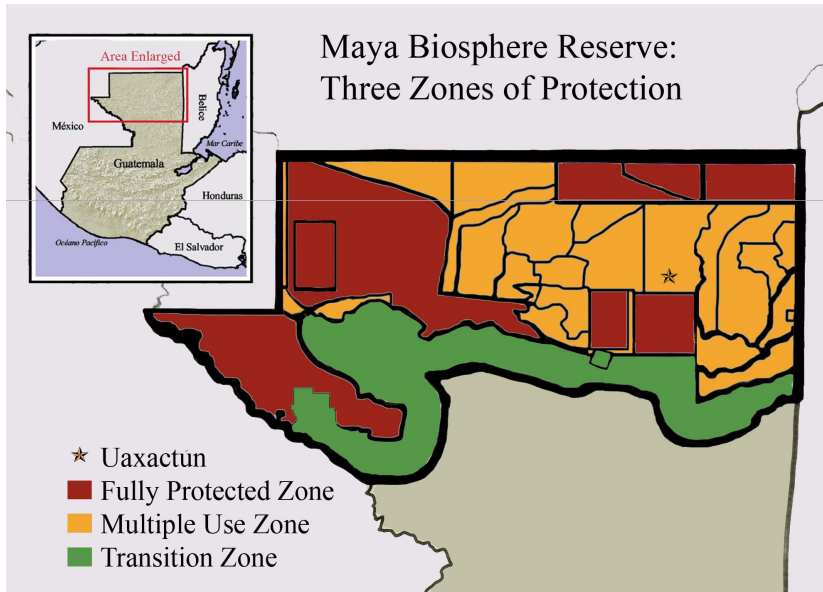 Maya Biosphere Reserve:
Three Zones of Protection
Area Enlarged
México
Belice
Mar Caribe
Guatemala
Honduras
Océano Pacífico
El Salvador
Uaxactún
Fully Protected Zone
Multiple Use Zone
Transition Zone